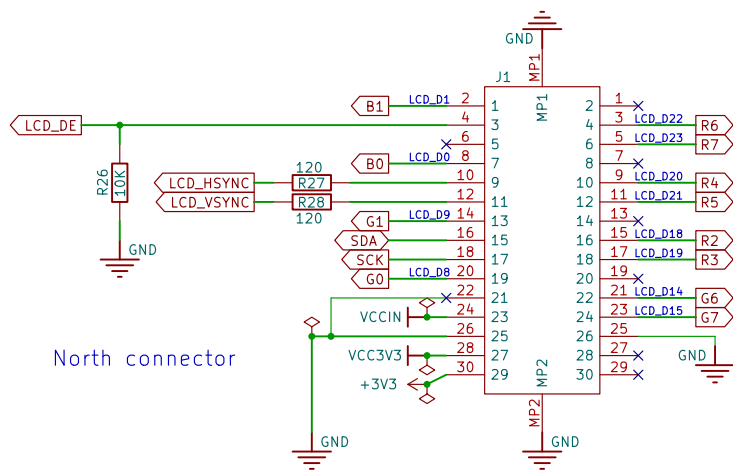 GND
MP1
J1
B1 LCD_D1 2 1 MP1 2 1
LCD_DE 4 3 4 3 LCD_D22 R6
6 5 6 5 LCD_D23 R7
B0 LCD_D0 8 7 8 7
120
LCD_HSYNC R27 10 9 10 9 LCD_D20 R4
R26 10K
LCD_VSYNC R28 12 11 12 11 LCD_D21 R5
120
G1 LCD_D9 14 13 14 13
SDA 16 15 16 15 LCD_D18 R2
GND
SCK 18 17 18 17 LCD_D19 R3
G0 LCD_D8 20 19 20 19
22 21 22 21 LCD_D14 G6
VCCIN 24 23 24 23 LCD_D15 G7
26 25 26 25
North connector
VCC3V3 28 27 28 27 GND
+3V3 30 29 MP2 30 29
MP2
GND
GND